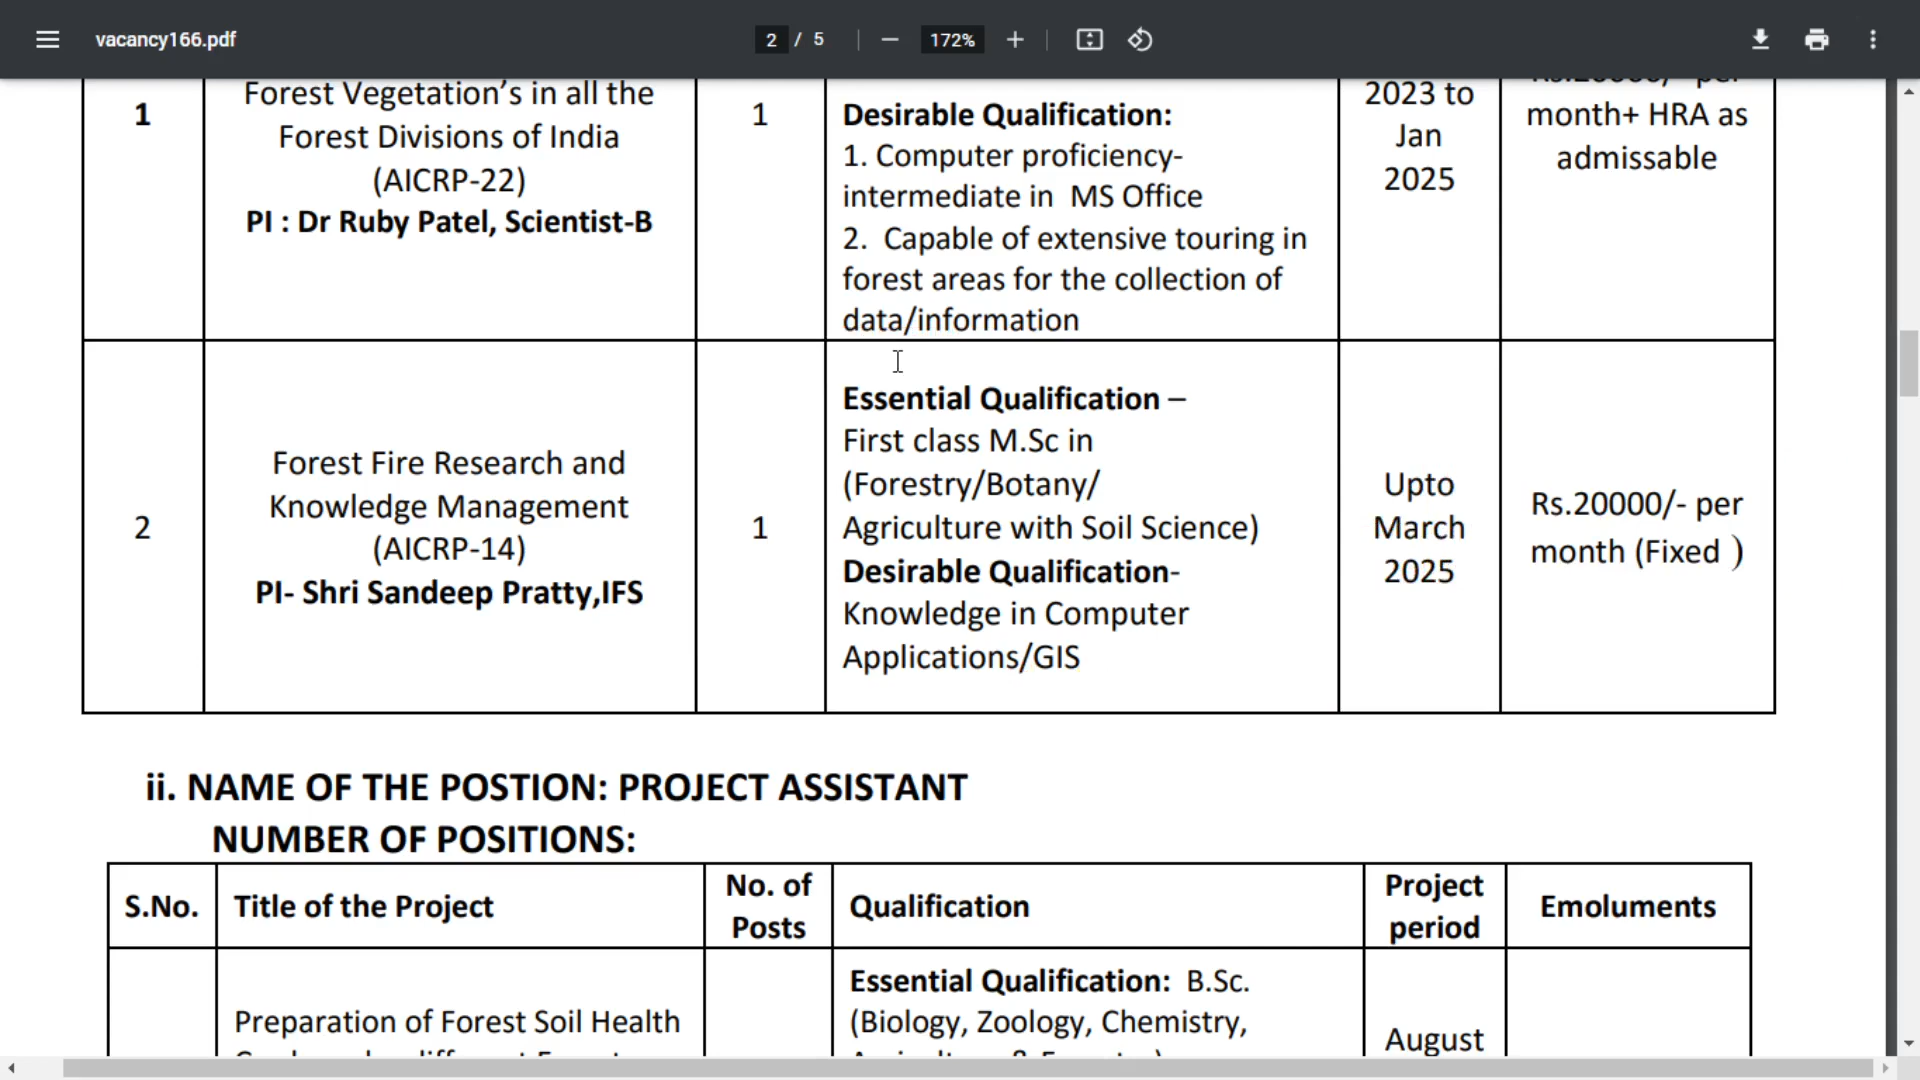 vacancy166.pdf
2 / 5
172%
1
Forest Vegetation's in all the
Forest Divisions of India
(AICRP-22)
PI : Dr Ruby Patel, Scientist-B
1
Desirable Qualification:
1. Computer proficiency-
intermediate in MS Office
2. Capable of extensive touring in
forest areas for the collection of
data/information
2023 to
Jan
2025
Rs.20000/- per
month+ HRA as
admissable
2
Forest Fire Research and
Knowledge Management
(AICRP-14)
PI- Shri Sandeep Pratty,IFS
1
Essential Qualification –
First class M.Sc in
(Forestry/Botany/
Agriculture with Soil Science)
Desirable Qualification-
Knowledge in Computer
Applications/GIS
Upto
March
2025
Rs.20000/- per
month (Fixed )
ii. NAME OF THE POSTION: PROJECT ASSISTANT
NUMBER OF POSITIONS:
S.No.
Title of the Project
No. of
Posts
Qualification
Project
period
Emoluments
Preparation of Forest Soil Health
Essential Qualification: B.Sc.
(Biology, Zoology, Chemistry,
August